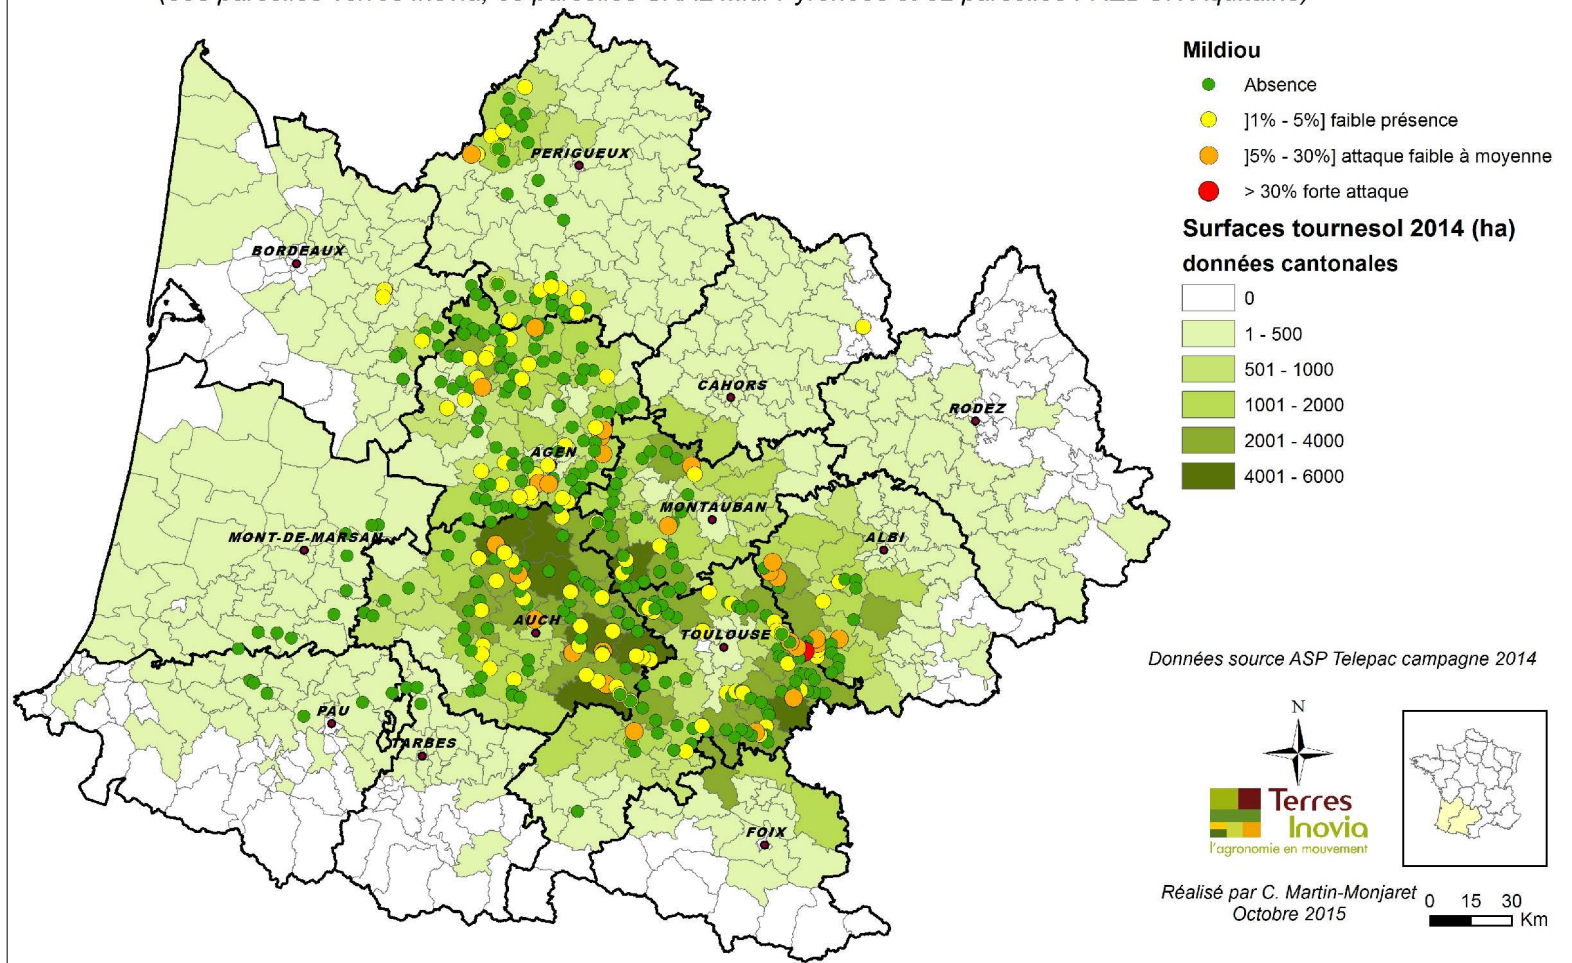 Mildiou
Absence
]1% - 5%] faible présence
]5% - 30%] attaque faible à moyenne
> 30% forte attaque
Surfaces tournesol 2014 (ha)
données cantonales
0
1 - 500
501 - 1000
1001 - 2000
2001 - 4000
4001 - 6000
PERIGUEUX
BORDEAUX
CAHORS
RODEZ
AGEN
MONTAUBAN
MONT-DE-MARSAN
ALBI
AUCH
TOULOUSE
PAU
TARBES
FOIX
Données source ASP Telepac campagne 2014
N
Terres
Inovia
l'agronomie en mouvement
Réalisé par C. Martin-Monjaret
Octobre 2015
0 15 30
Km